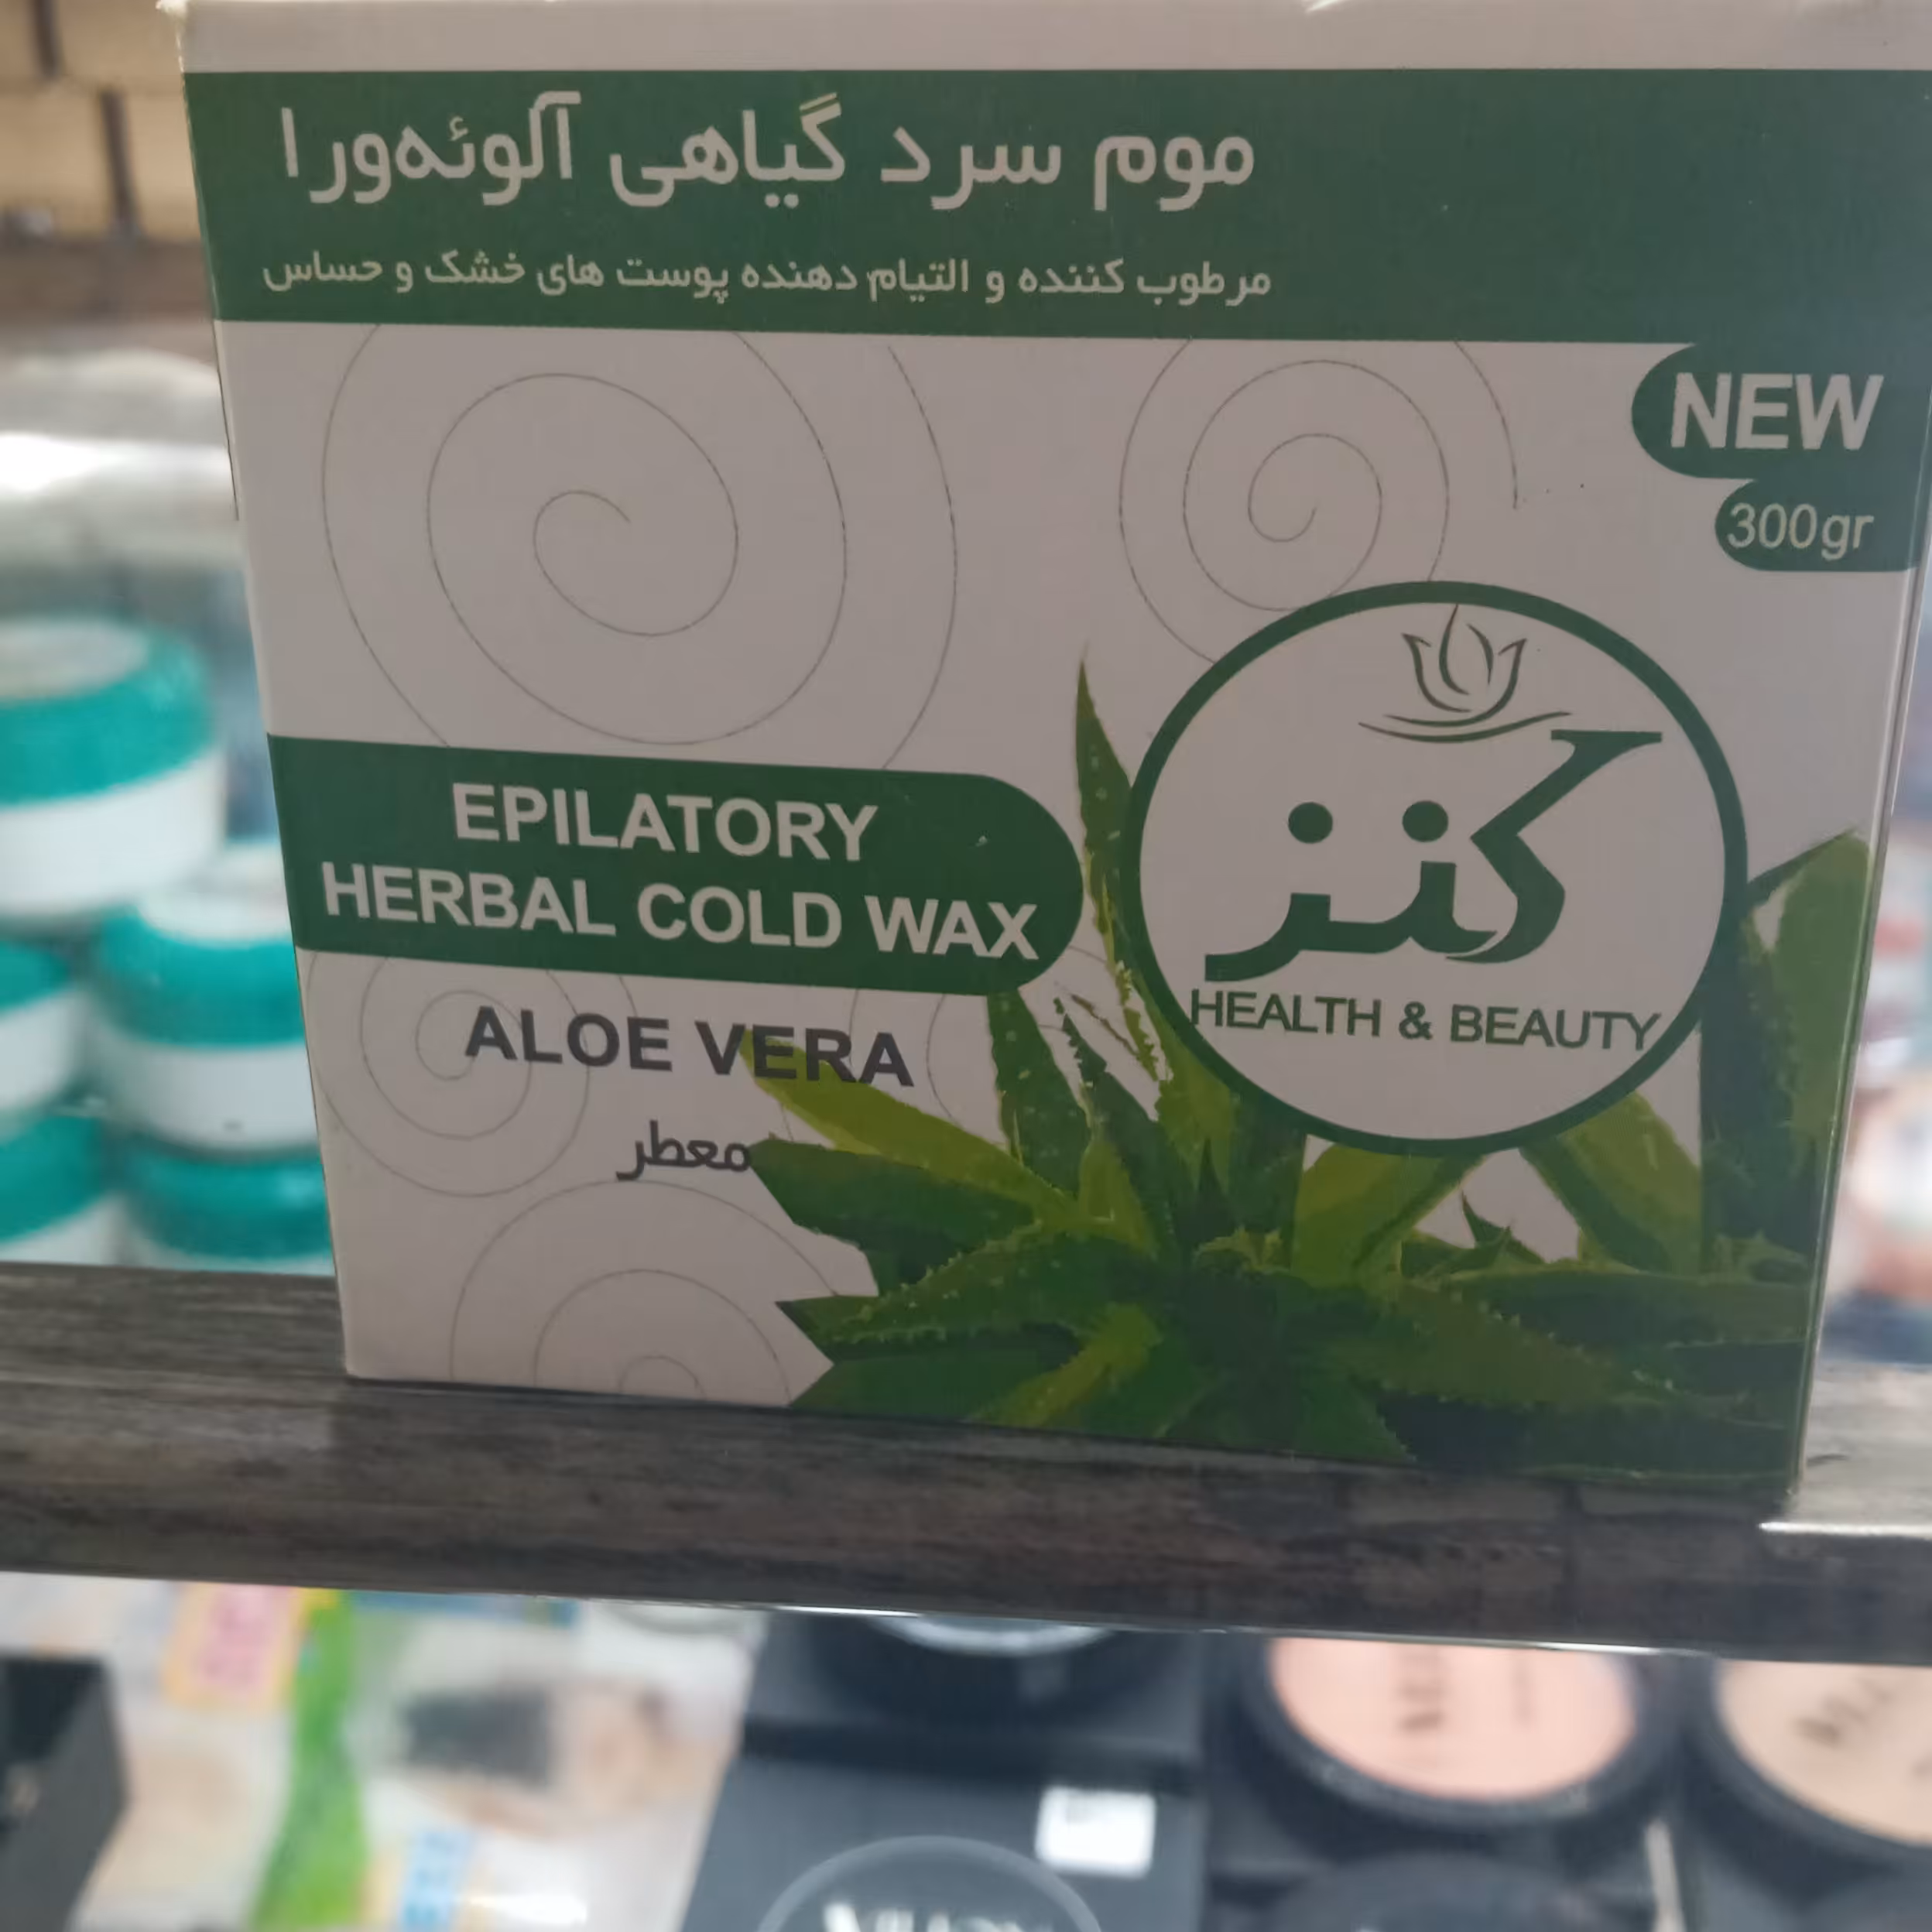 موم سرد گیاهی آلوئه‌ورا
مرطوب کننده و التیام دهنده پوست های خشک و حساس
NEW
300gr
کنز
HEALTH & BEAUTY
EPILATORY
HERBAL COLD WAX
ALOE VERA
معطر